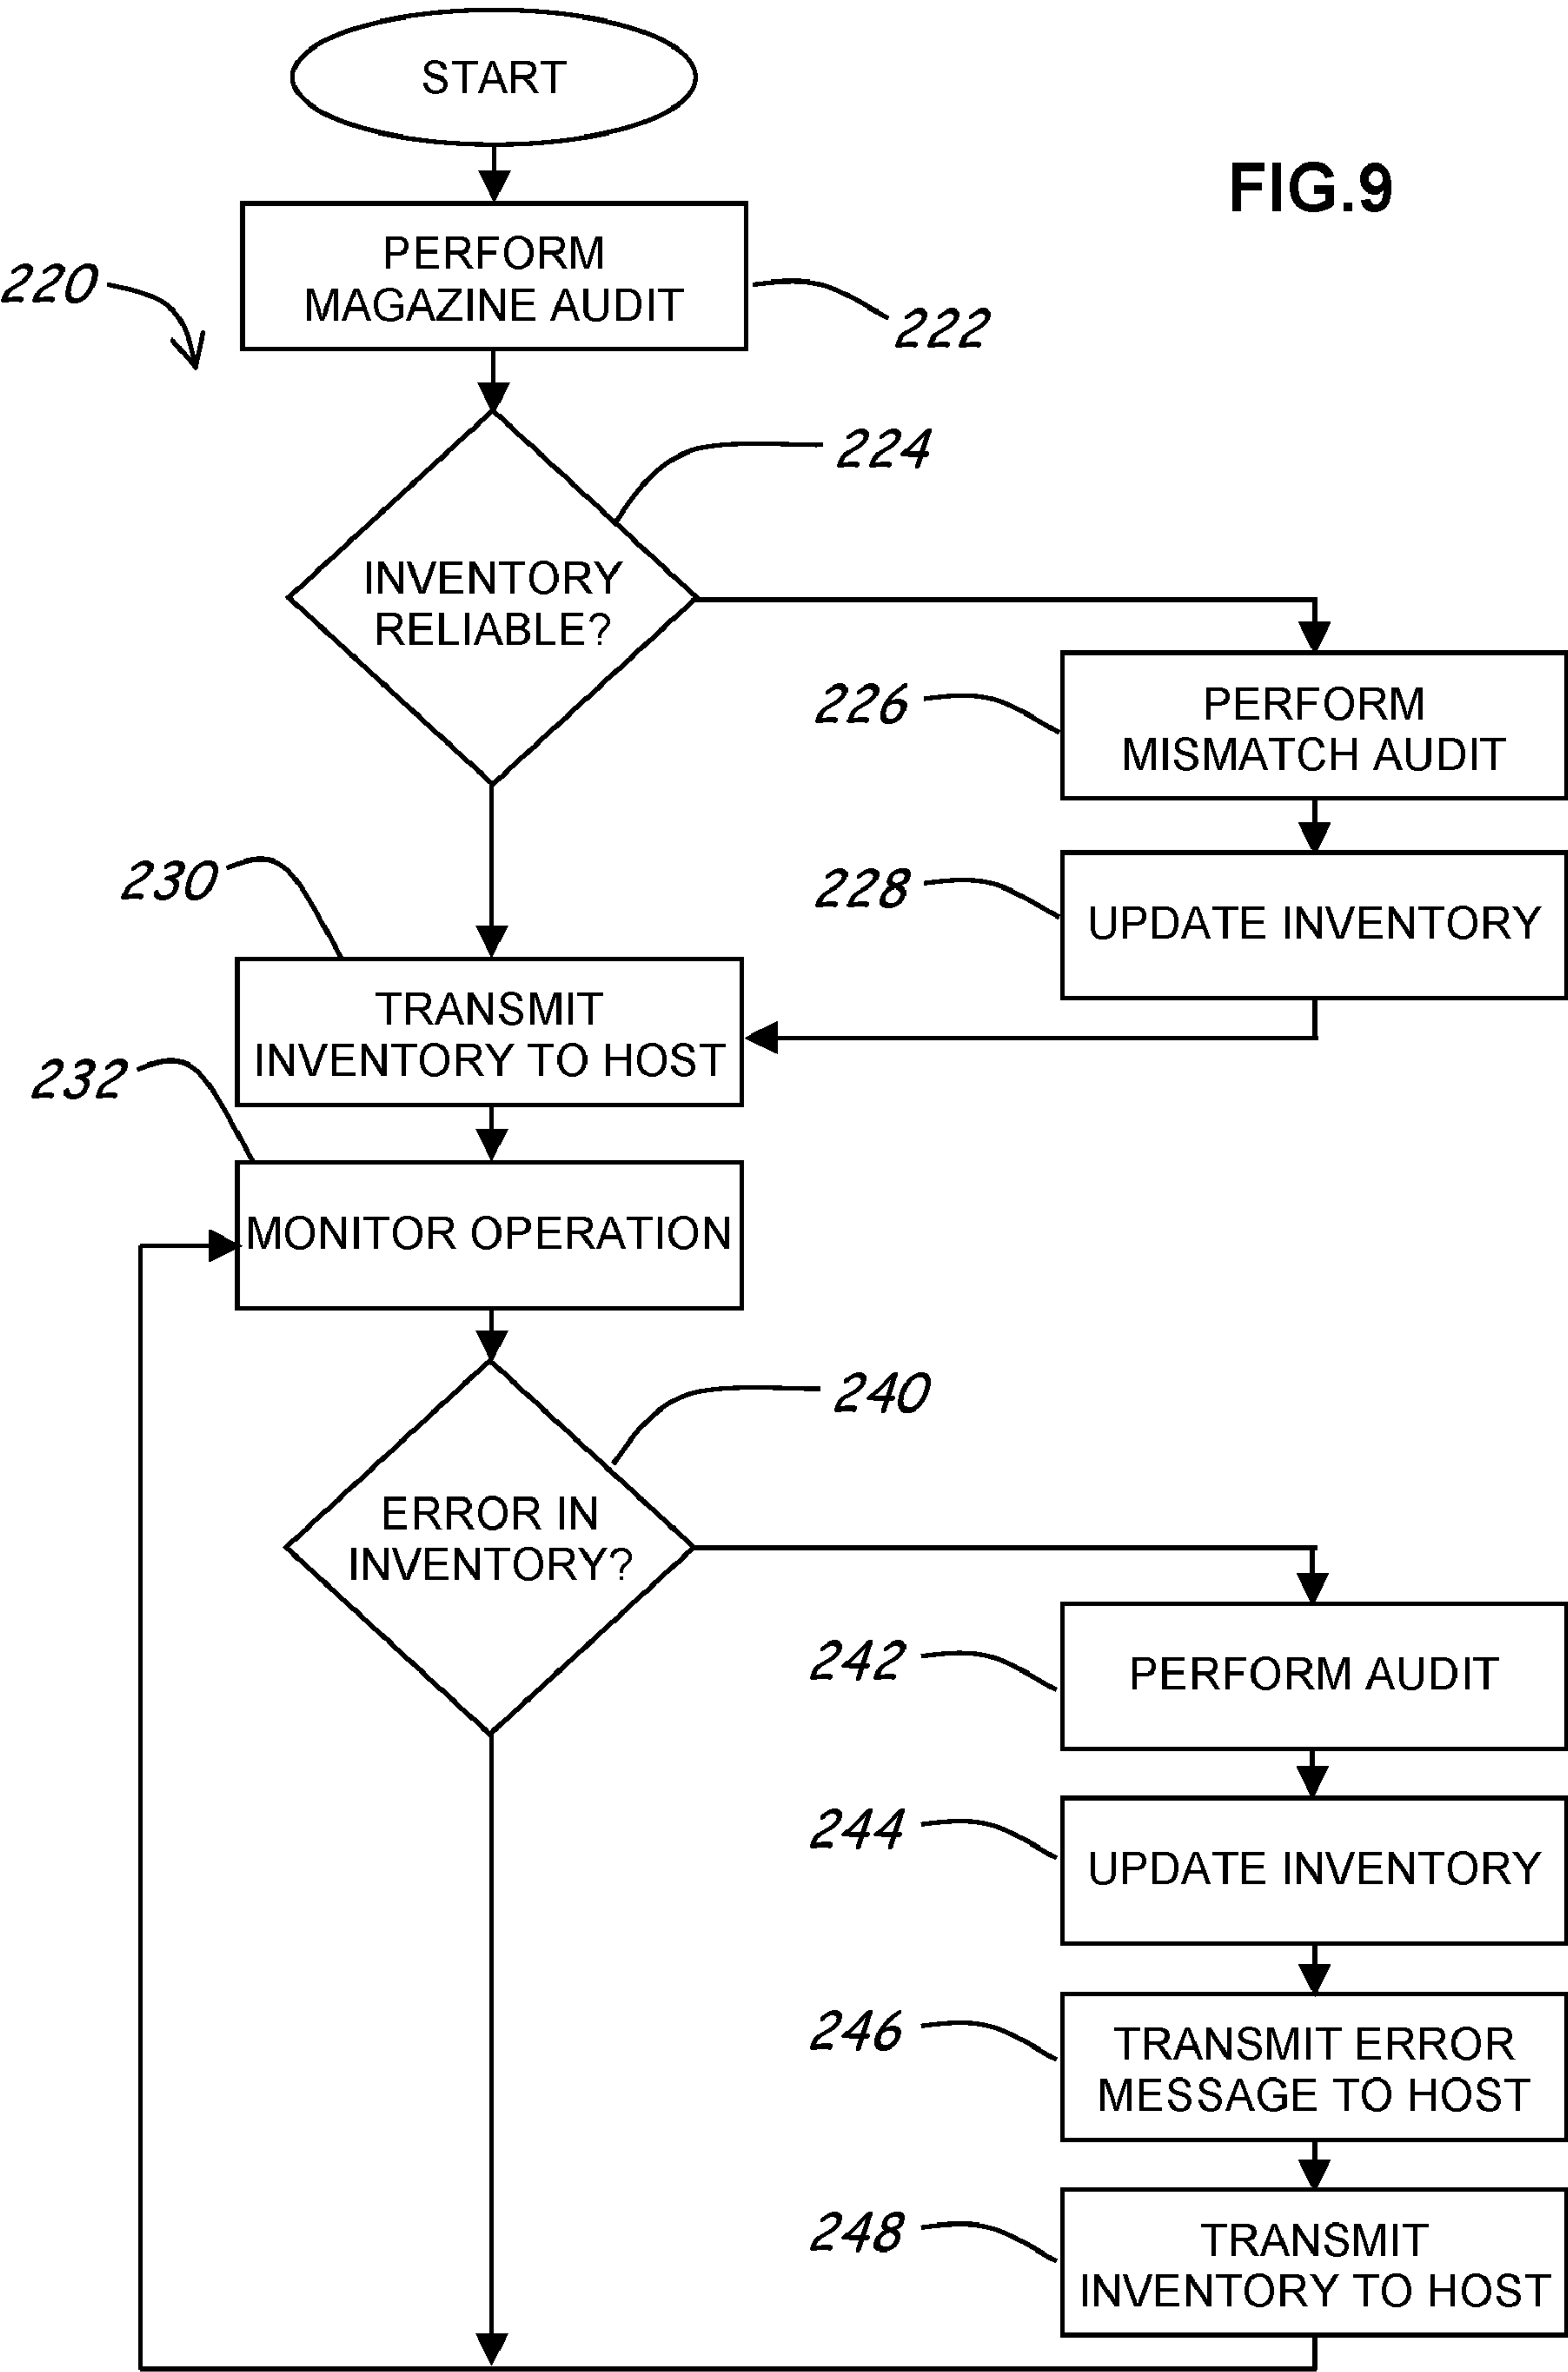 START
FIG.9
PERFORM
MAGAZINE AUDIT
220
222
224
INVENTORY
RELIABLE?
226
PERFORM
MISMATCH AUDIT
228
UPDATE INVENTORY
230
TRANSMIT
INVENTORY TO HOST
232
MONITOR OPERATION
240
ERROR IN
INVENTORY?
242
PERFORM AUDIT
244
UPDATE INVENTORY
246
TRANSMIT ERROR
MESSAGE TO HOST
248
TRANSMIT
INVENTORY TO HOST